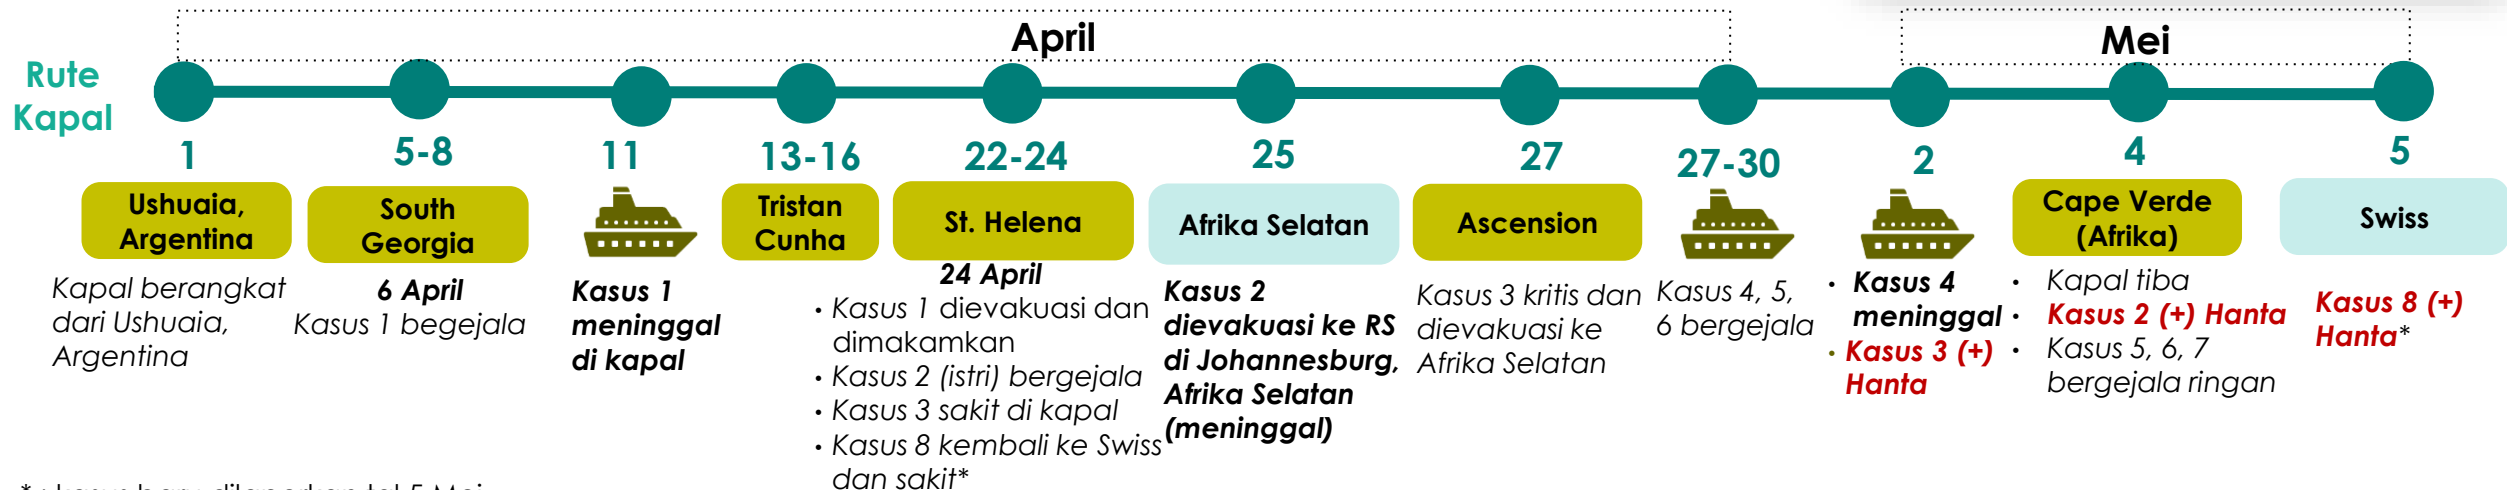 April
Mei
Rute
Kapal
1
5-8
11
13-16
22-24
25
27
27-30
2
4
5
Ushuaia,
Argentina
South
Georgia
Tristan
Cunha
St. Helena
Afrika Selatan
Ascension
Cape Verde
(Afrika)
Swiss
Kapal berangkat
dari Ushuaia,
Argentina
6 April
Kasus 1 begejala
Kasus 1
meninggal
di kapal
24 April
• Kasus 1 dievakuasi dan
dimakamkan
• Kasus 2 (istri) bergejala
• Kasus 3 sakit di kapal
• Kasus 8 kembali ke Swiss
dan sakit*
Kasus 2
dievakuasi ke RS
di Johannesburg,
Afrika Selatan
(meninggal)
Kasus 3 kritis dan
dievakuasi ke
Afrika Selatan
Kasus 4, 5,
6 bergejala
• Kasus 4
meninggal
• Kasus 3 (+)
Hanta
• Kapal tiba
• Kasus 2 (+) Hanta
• Kasus 5, 6, 7
bergejala ringan
Kasus 8 (+)
Hanta*
* : kasus baru dilaporkan tgl 5 Mei